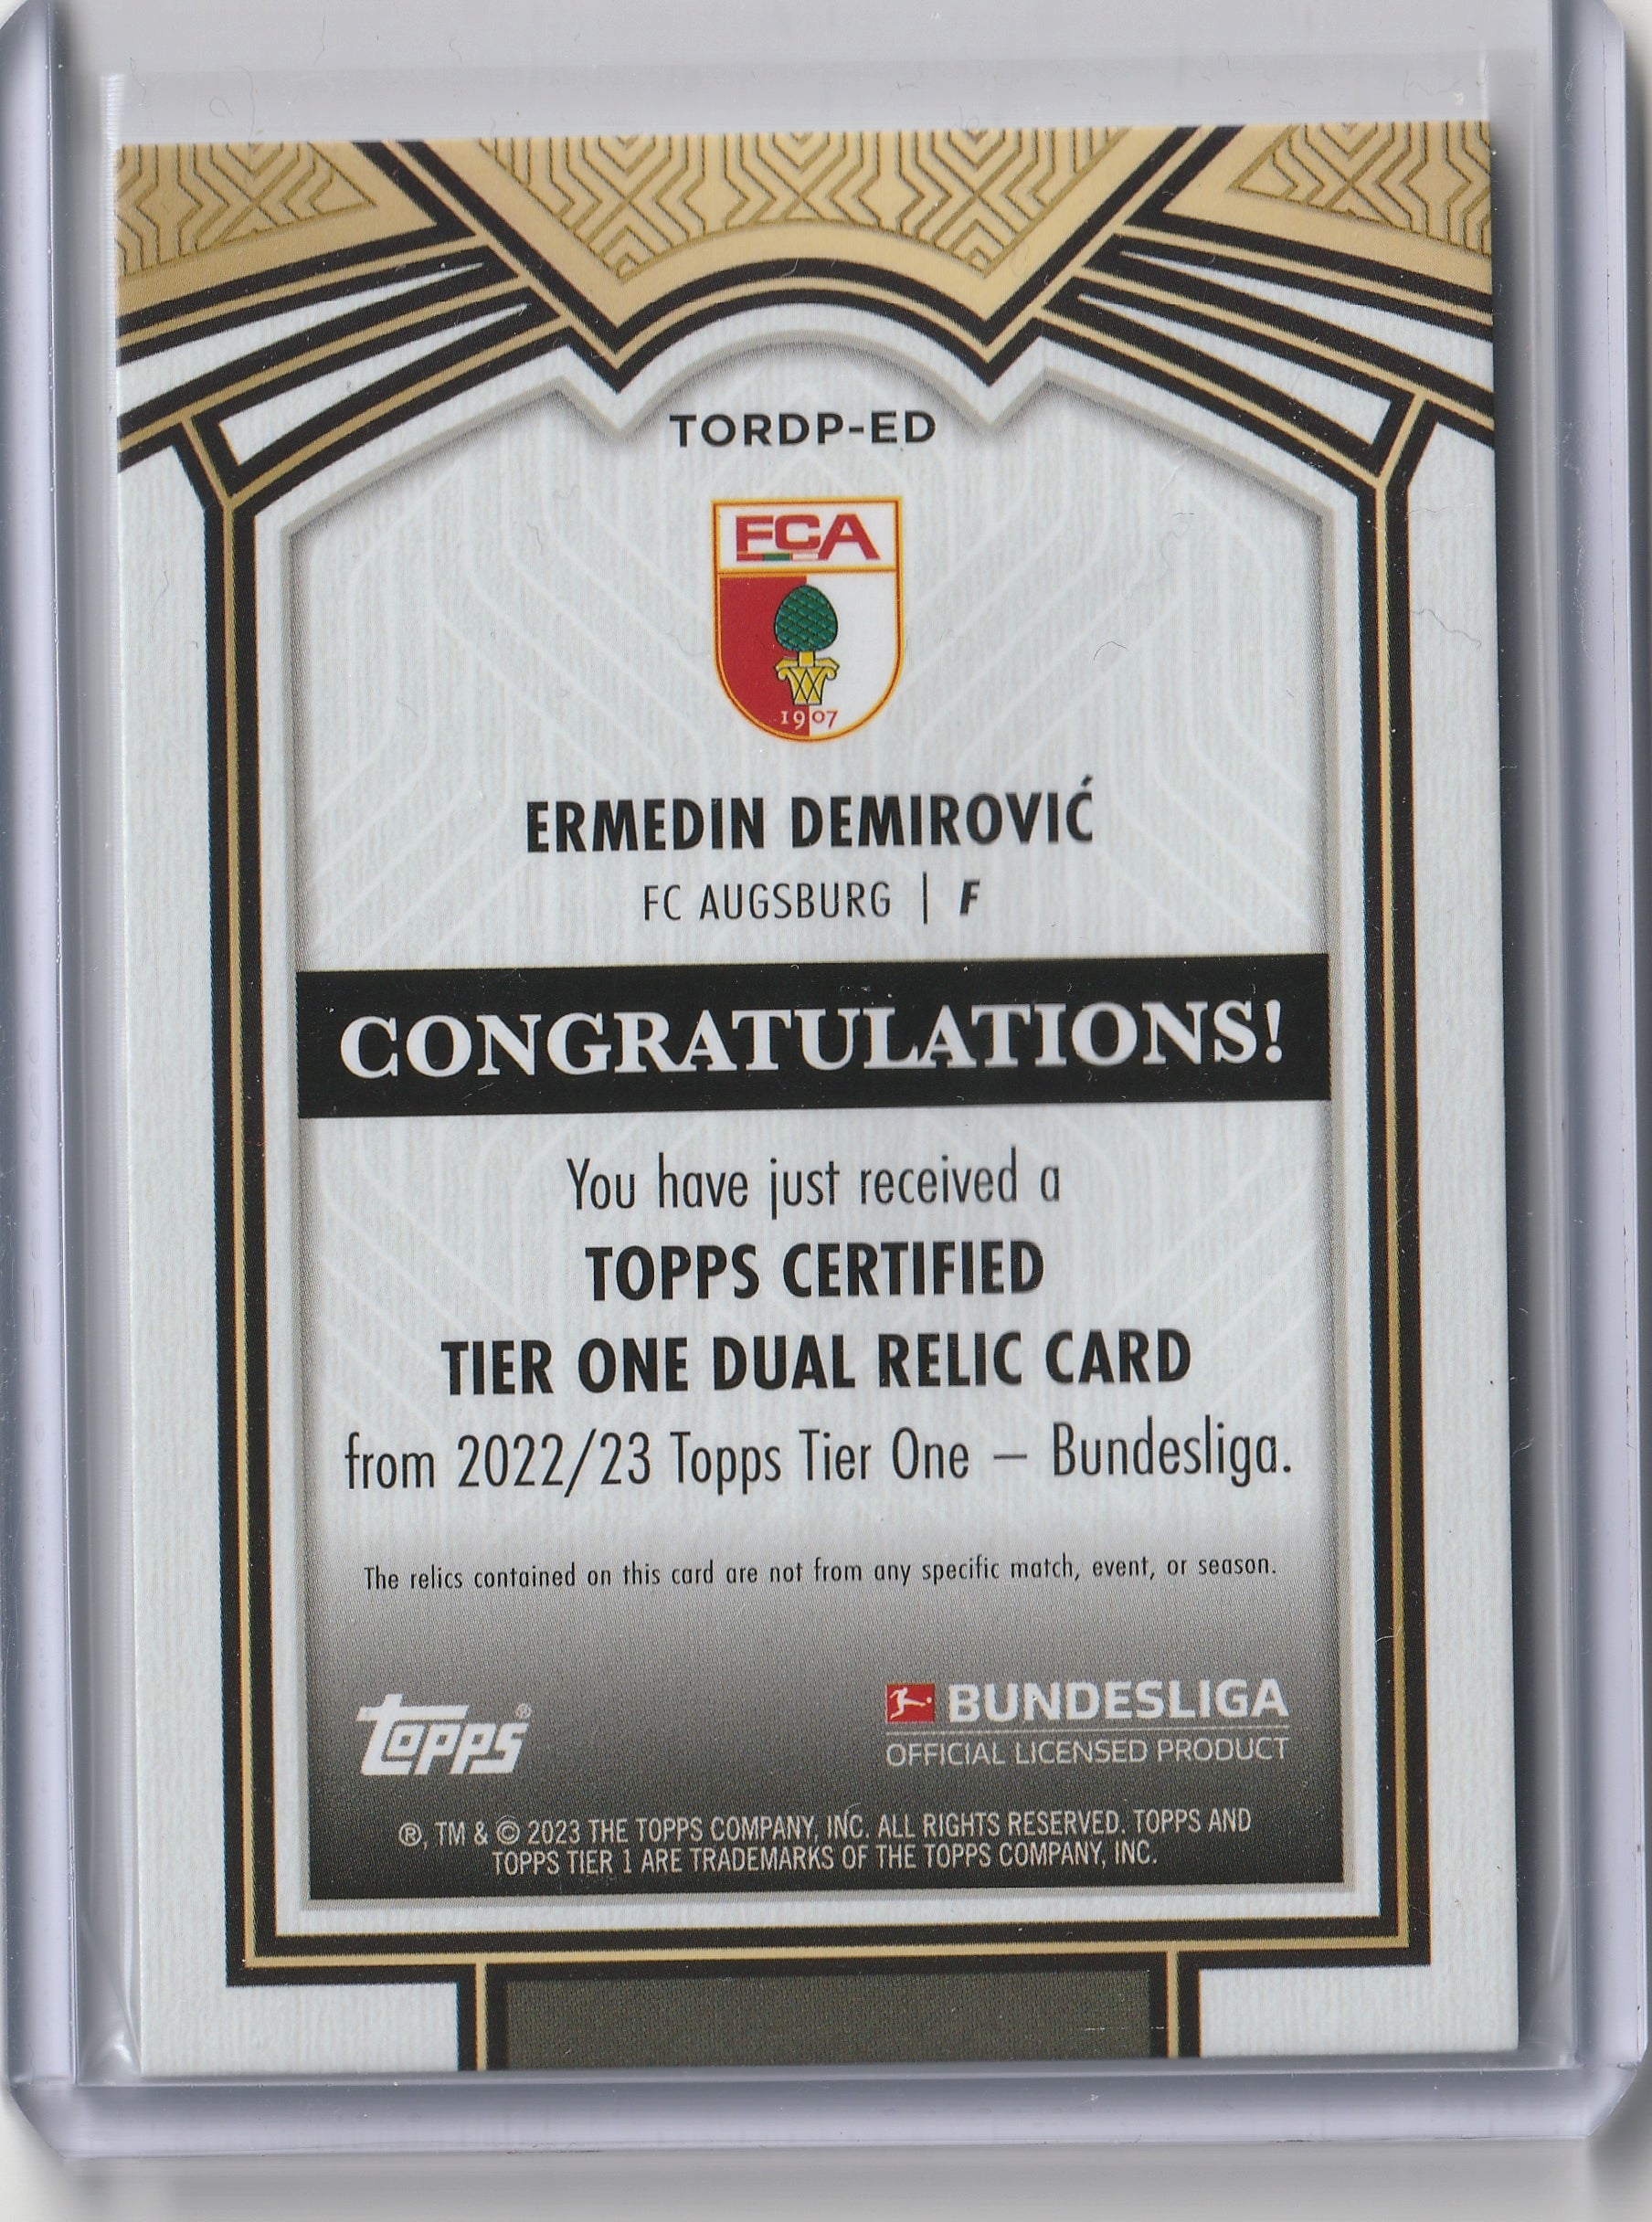 TORDP-ED
FCA
1907
ERMEDIN DEMIROVIĆ
FC AUGSBURG | F
CONGRATULATIONS!
You have just received a
TOPPS CERTIFIED
TIER ONE DUAL RELIC CARD
from 2022/23 Topps Tier One – Bundesliga.
The relics contained on this card are not from any specific match, event, or season.
topps®
BUNDESLIGA
OFFICIAL LICENSED PRODUCT
®, TM & © 2023 THE TOPPS COMPANY, INC. ALL RIGHTS RESERVED. TOPPS AND
TOPPS TIER 1 ARE TRADEMARKS OF THE TOPPS COMPANY, INC.